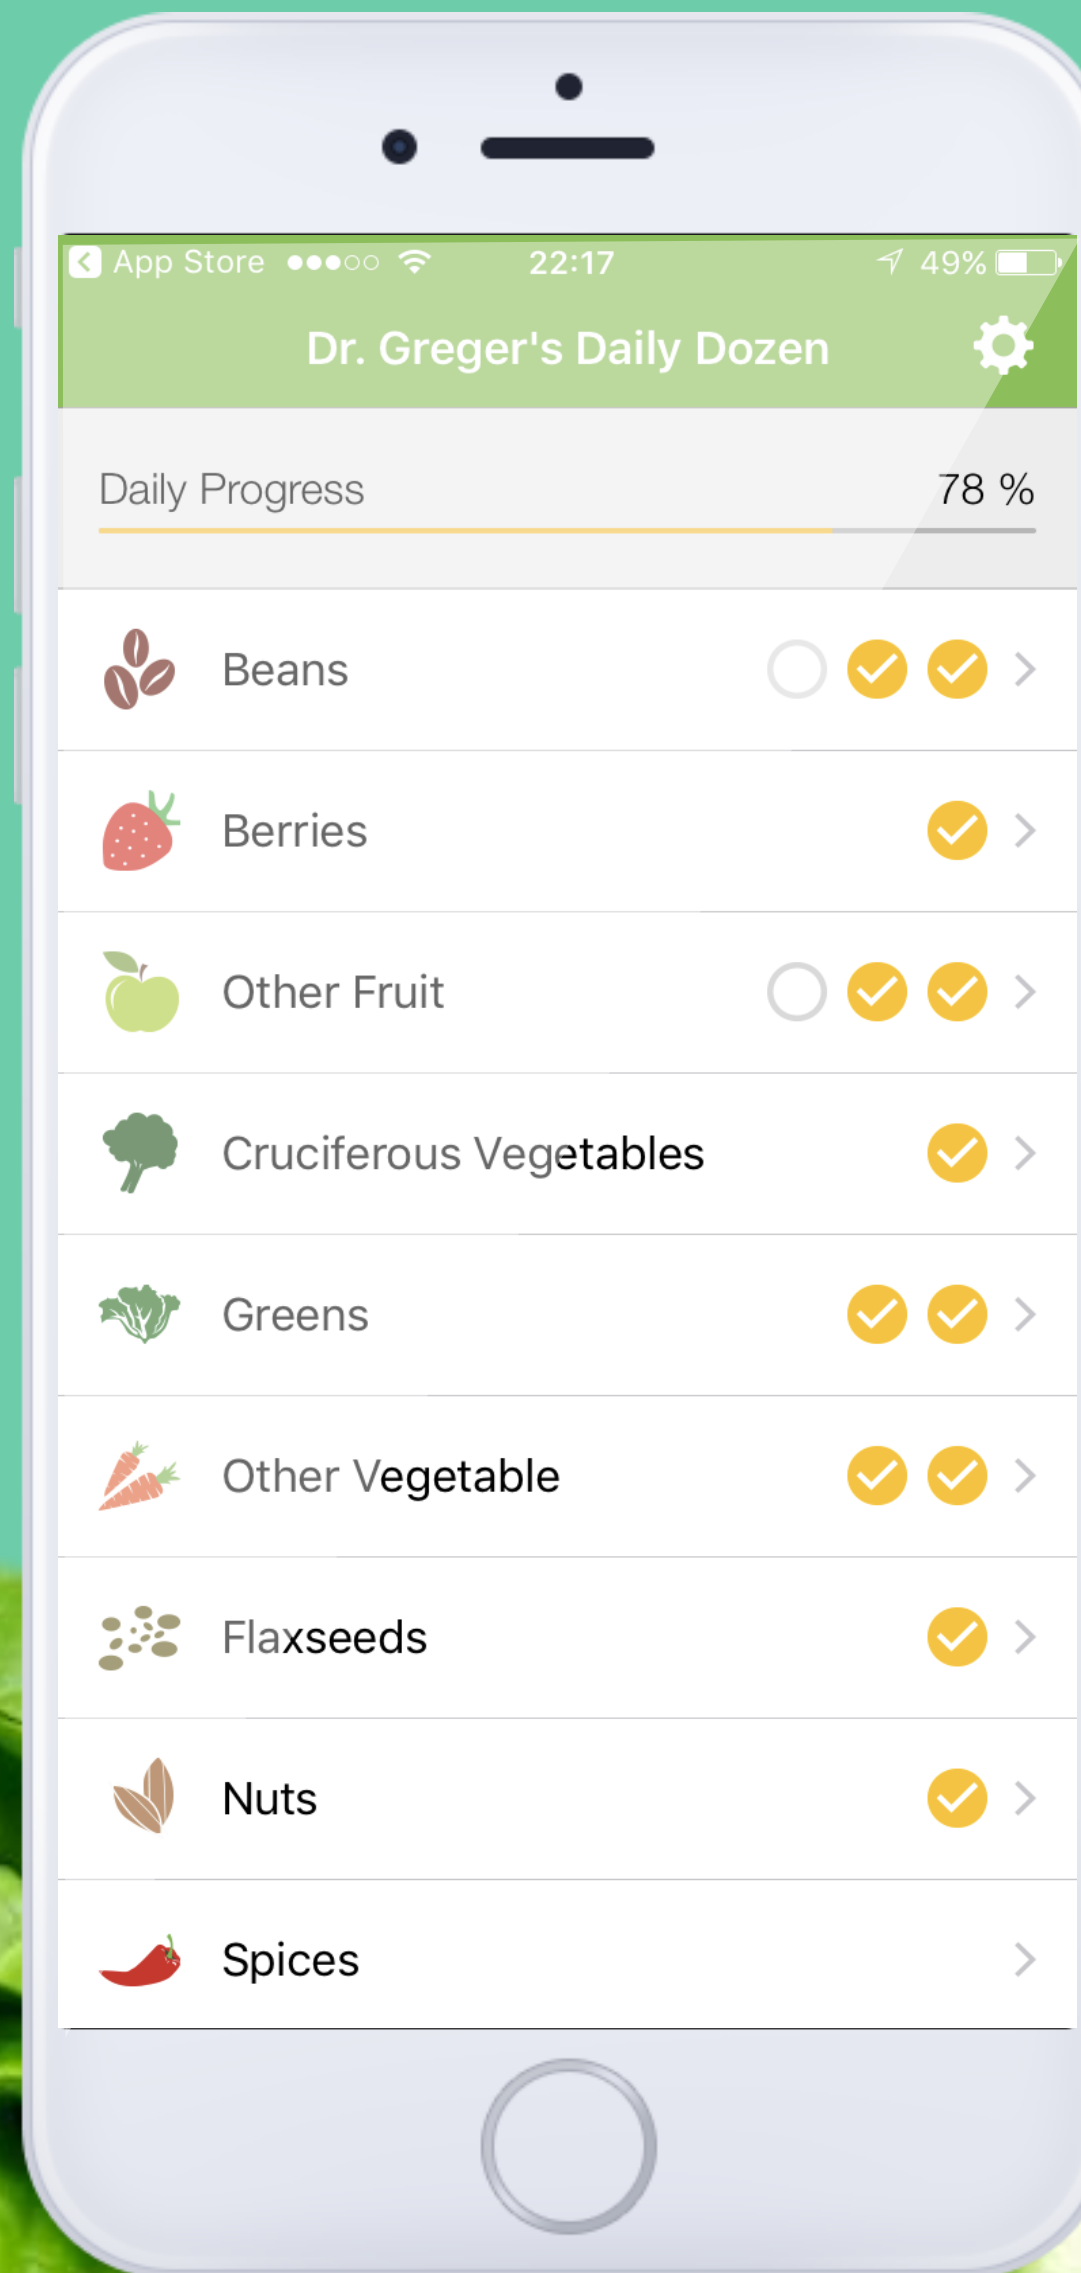 App Store 22:17 49%
Dr. Greger's Daily Dozen
Daily Progress 78 %
Beans
Berries
Other Fruit
Cruciferous Vegetables
Greens
Other Vegetable
Flaxseeds
Nuts
Spices